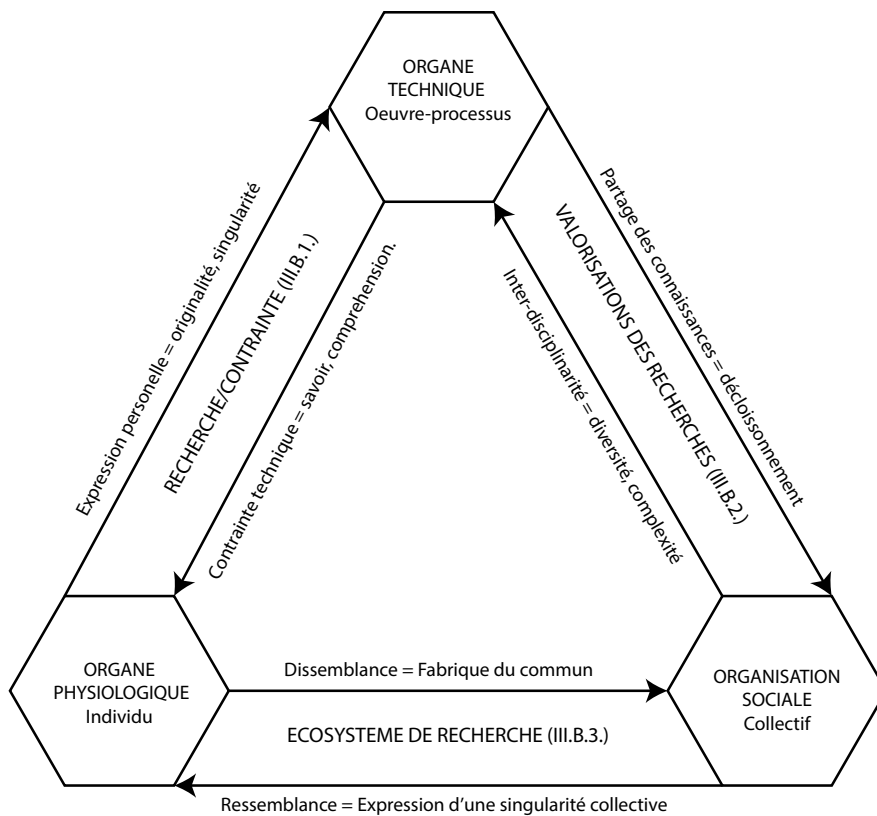 ORGANE
TECHNIQUE
Oeuvre-processus
Expression personelle = originalité, singularité
RECHERCHE/CONTRAINTE (III.B.1.)
Contrainte technique = savoir, comprehension.
Inter-disciplinarité = diversité, complexité
VALORISATIONS DES RECHERCHES (III.B.2.)
Partage des connaissances = décloissonnement
ORGANE
PHYSIOLOGIQUE
Individu
Dissemblance = Fabrique du commun
ECOSYSTEME DE RECHERCHE (III.B.3.)
Ressemblance = Expression d’une singularité collective
ORGANISATION
SOCIALE
Collectif